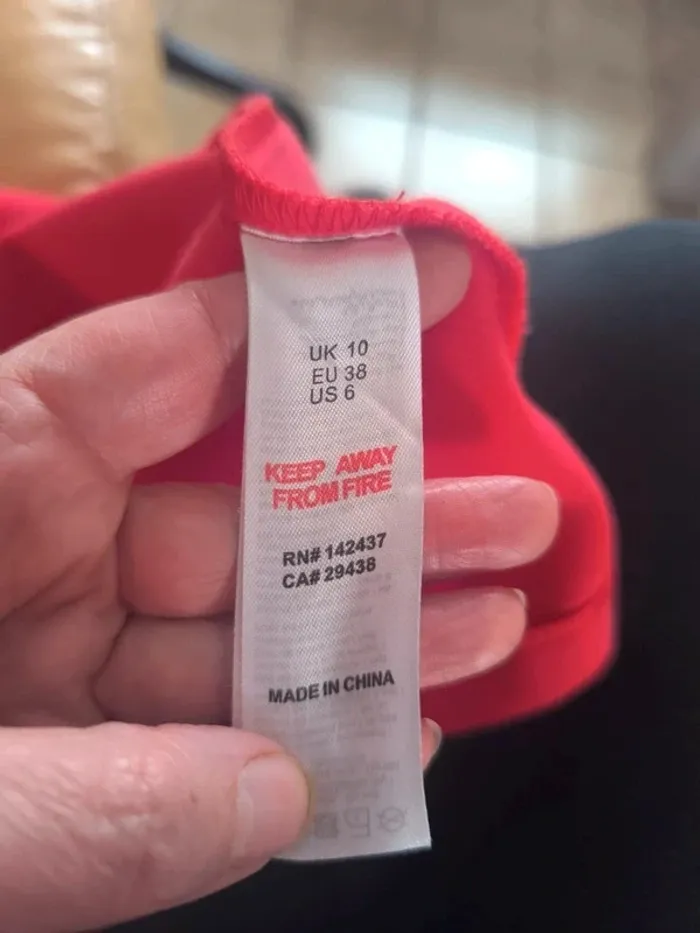 UK 10
EU 38
US 6
KEEP AWAY
FROM FIRE
RN# 142437
CA# 29438
MADE IN CHINA